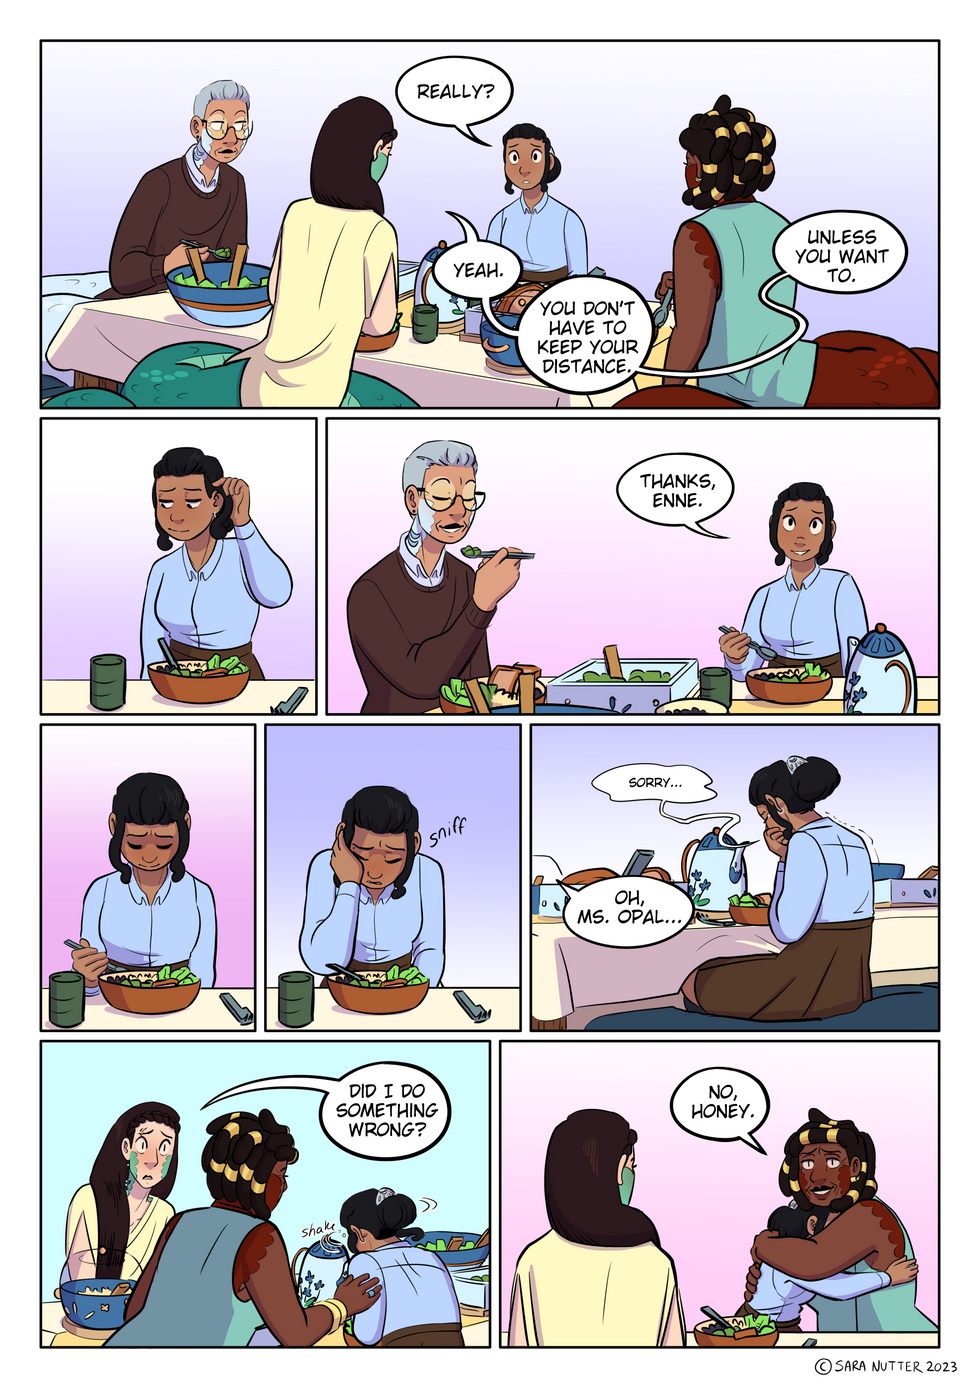 REALLY?
YEAH.
YOU DON'T
HAVE TO
KEEP YOUR
DISTANCE.
UNLESS
YOU WANT
TO.
THANKS,
ENNE.
sniff
SORRY...
OH,
MS. OPAL...
DID I DO
SOMETHING
WRONG?
shake
NO,
HONEY.
© SARA NUTTER 2023